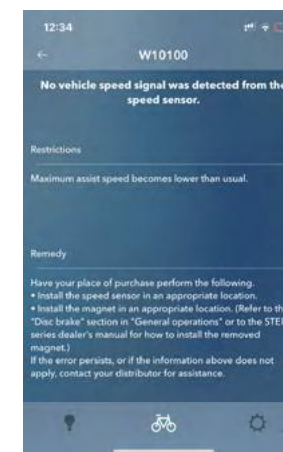 12:34
W10100
No vehicle speed signal was detected from the
speed sensor.
Restrictions
Maximum assist speed becomes lower than usual.
Remedy
Have your place of purchase perform the following.
• Install the speed sensor in an appropriate location.
• Install the magnet in an appropriate location. (Refer to th
"Disc brake" section in "General operations" or to the STE
series dealer's manual for how to install the removed
magnet.)
If the error persists, or if the information above does not
apply, contact your distributor for assistance.